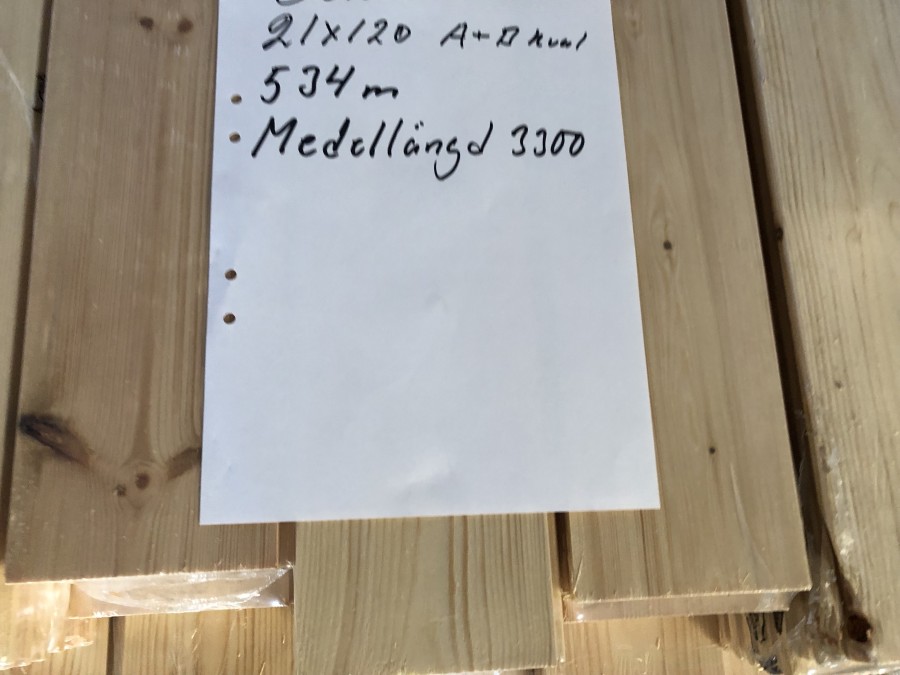 21x120 A+B kval
534 m
Medellängd 3300